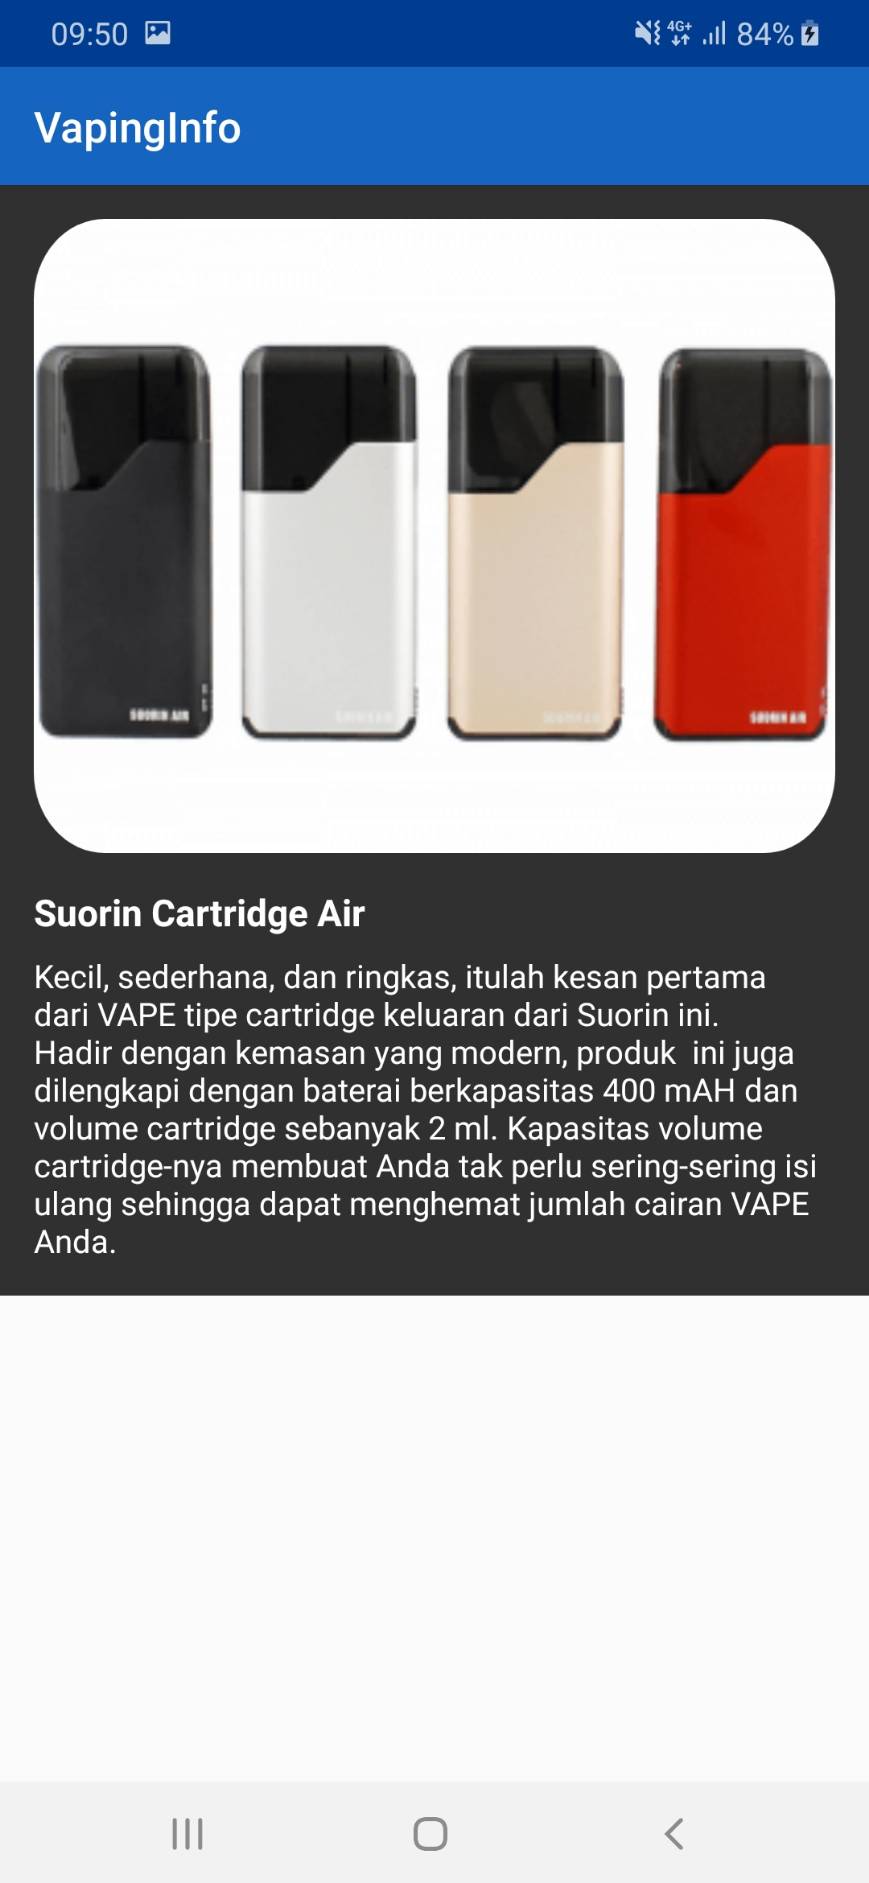 09:50 4G+ 84%
VapingInfo
SUORIN AIR
SUORIN AIR
Suorin Cartridge Air
Kecil, sederhana, dan ringkas, itulah kesan pertama
dari VAPE tipe cartridge keluaran dari Suorin ini.
Hadir dengan kemasan yang modern, produk  ini juga
dilengkapi dengan baterai berkapasitas 400 mAH dan
volume cartridge sebanyak 2 ml. Kapasitas volume
cartridge-nya membuat Anda tak perlu sering-sering isi
ulang sehingga dapat menghemat jumlah cairan VAPE
Anda.